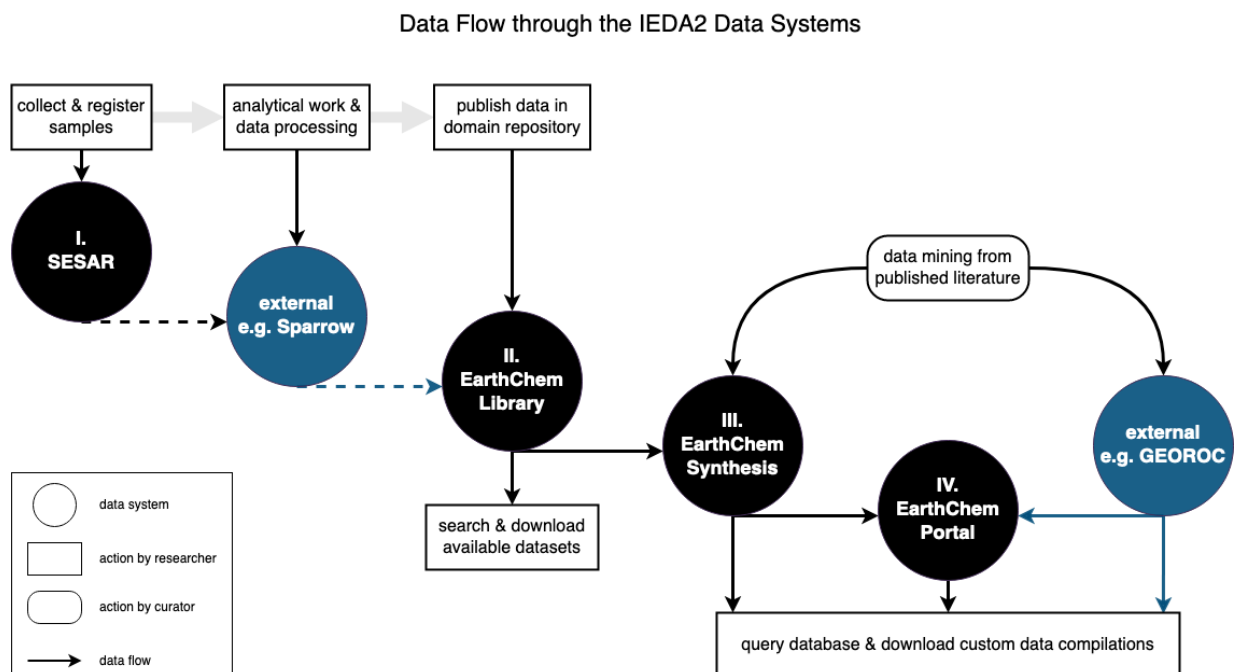 Data Flow through the IEDA2 Data Systems
collect & register
samples
analytical work &
data processing
publish data in
domain repository
I.
SESAR
external
e.g. Sparrow
data mining from
published literature
II.
EarthChem
Library
III.
EarthChem
Synthesis
external
e.g. GEOROC
IV.
EarthChem
Portal
search & download
available datasets
query database & download custom data compilations
data system
action by researcher
action by curator
data flow